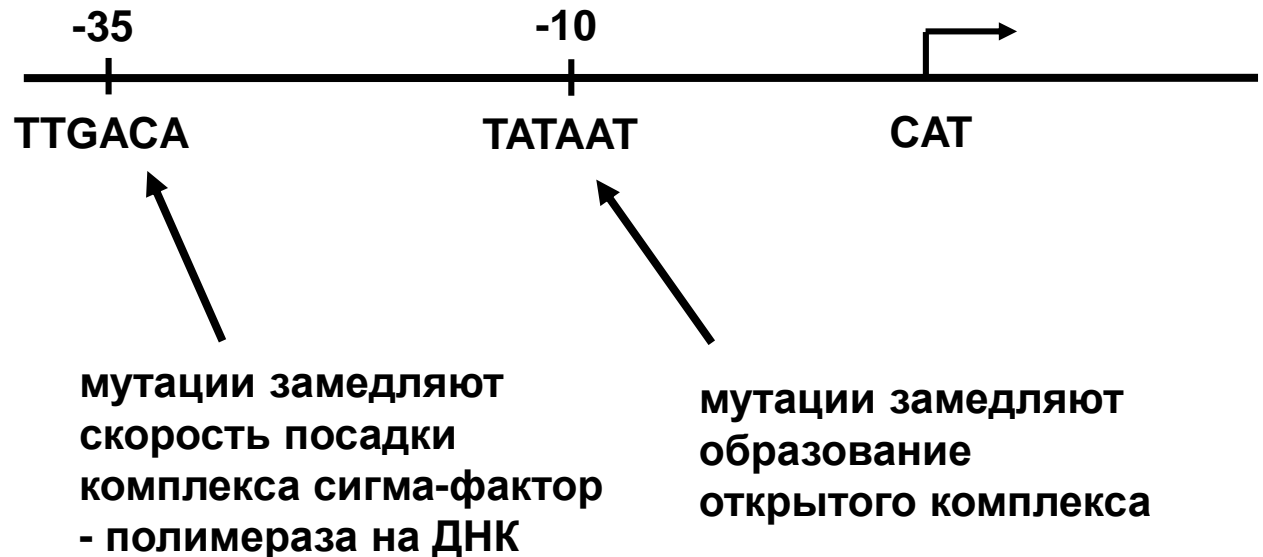 -35 -10
TTGACA TATAAT CAT
мутации замедляют
скорость посадки
комплекса сигма-фактор
- полимераза на ДНК
мутации замедляют
образование
открытого комплекса